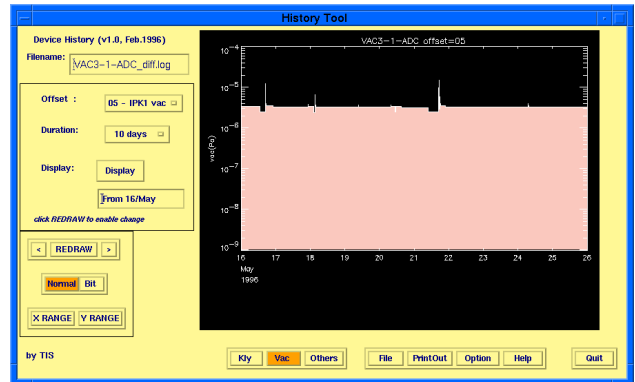 History Tool
Device History (v1.0, Feb.1996)
Filename: VAC3-1-ADC_diff.log
Offset : 05 - IPK1 vac
Duration: 10 days
Display: Display
From 16/May
click REDRAW to enable change
< REDRAW >
Normal Bit
X RANGE Y RANGE
by TIS
VAC3-1-ADC offset=05
10-4
10-5
10-6
10-7
10-8
10-9
vac(Pa)
16 17 18 19 20 21 22 23 24 25 26
May
1996
Kly Vac Others File PrintOut Option Help Quit